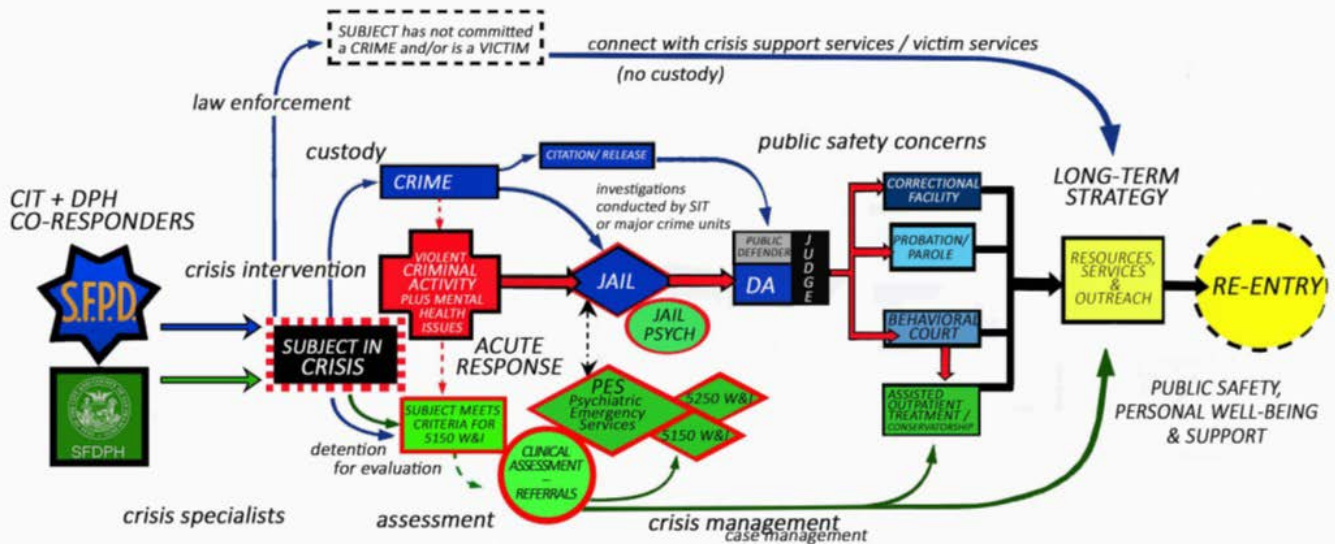 SUBJECT has not committed
a CRIME and/or is a VICTIM
connect with crisis support services / victim services
(no custody)
law enforcement
custody
CITATION/ RELEASE
public safety concerns
CRIME
investigations
conducted by SIT
or major crime units
CORRECTIONAL
FACILITY
LONG-TERM
STRATEGY
CIT + DPH
CO-RESPONDERS
S.F.P.D.
crisis intervention
VIOLENT
CRIMINAL
ACTIVITY
PLUS MENTAL
HEALTH
ISSUES
JAIL
JAIL
PSYCH
PUBLIC
DEFENDER
DA
JUDGE
PROBATION/
PAROLE
RESOURCES,
SERVICES
&
OUTREACH
RE-ENTRY
SUBJECT IN
CRISIS
ACUTE
RESPONSE
BEHAVIORAL
COURT
SFDPH
SUBJECT MEETS
CRITERIA FOR
5150 W&I
PES
Psychiatric
Emergency
Services
5250 W&I
5150 W&I
ASSISTED
OUTPATIENT
TREATMENT /
CONSERVATORSHIP
PUBLIC SAFETY,
PERSONAL WELL-BEING
& SUPPORT
detention
for evaluation
CLINICAL
ASSESSMENT
–
REFERRALS
crisis specialists
assessment
crisis management
case management